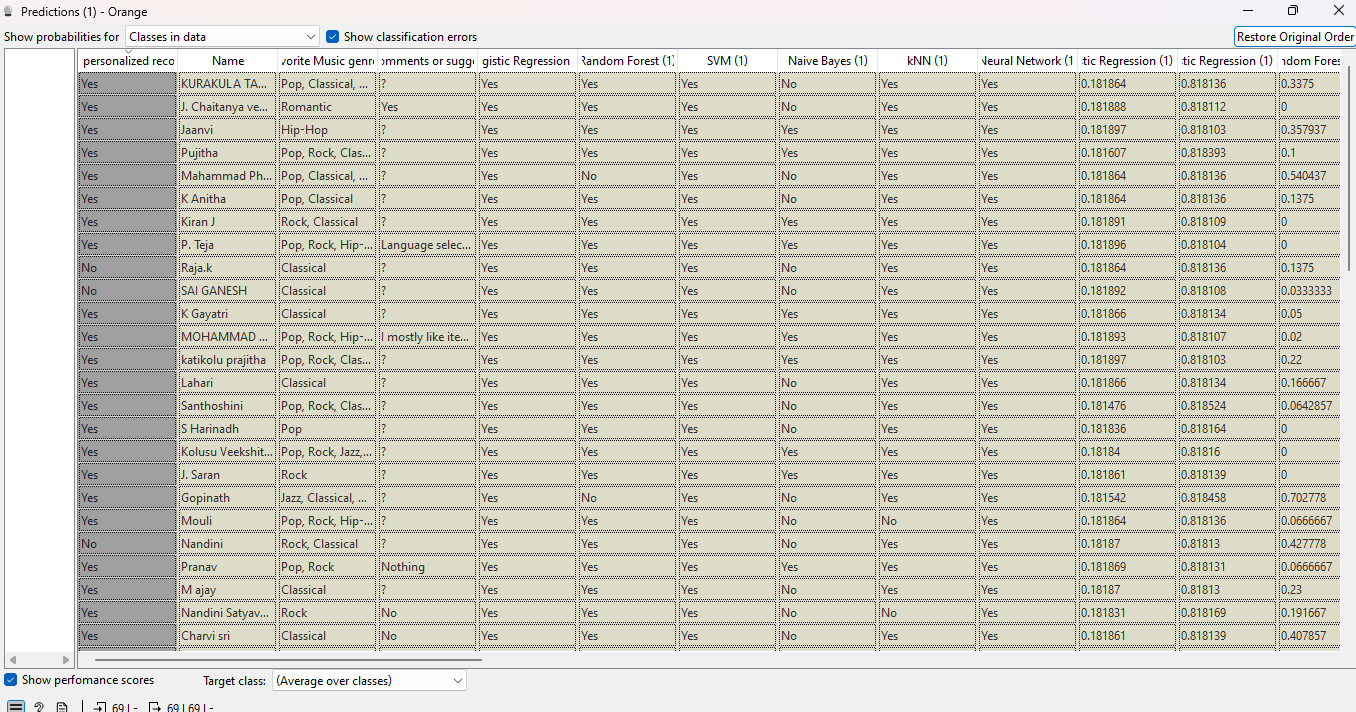 Predictions (1) - Orange
Show probabilities for Classes in data Show classification errors Restore Original Order
personalized reco Name vorite Music genre omments or sugge gistic Regression Random Forest (1) SVM (1) Naive Bayes (1) kNN (1) Neural Network (1 tic Regression (1) tic Regression (1) ndom Fores
Yes KURAKULA TA... Pop, Classical, ... ? Yes Yes Yes No Yes Yes 0.181864 0.818136 0.3375
Yes J. Chaitanya ve... Romantic Yes Yes Yes Yes No Yes Yes 0.181888 0.818112 0
Yes Jaanvi Hip-Hop ? Yes Yes Yes Yes Yes Yes 0.181897 0.818103 0.357937
Yes Pujitha Pop, Rock, Clas... ? Yes Yes Yes Yes Yes Yes 0.181607 0.818393 0.1
Yes Mahammad Ph... Pop, Classical, ... ? Yes No Yes No Yes Yes 0.181864 0.818136 0.540437
Yes K Anitha Pop, Classical ? Yes Yes Yes No Yes Yes 0.181864 0.818136 0.1375
Yes Kiran J Rock, Classical ? Yes Yes Yes Yes Yes Yes 0.181891 0.818109 0
Yes P. Teja Pop, Rock, Hip-... Language selec... Yes Yes Yes Yes Yes Yes 0.181896 0.818104 0
No Raja.k Classical ? Yes Yes Yes No Yes Yes 0.181864 0.818136 0.1375
No SAI GANESH Classical ? Yes Yes Yes No Yes Yes 0.181892 0.818108 0.0333333
Yes K Gayatri Classical ? Yes Yes Yes No Yes Yes 0.181866 0.818134 0.05
Yes MOHAMMAD ... Pop, Rock, Hip-... I mostly like ite... Yes Yes Yes Yes Yes Yes 0.181893 0.818107 0.02
Yes katikolu prajitha Pop, Rock, Clas... ? Yes Yes Yes Yes Yes Yes 0.181897 0.818103 0.22
Yes Lahari Classical ? Yes Yes Yes No Yes Yes 0.181866 0.818134 0.166667
Yes Santhoshini Pop, Rock, Clas... ? Yes Yes Yes No Yes Yes 0.181476 0.818524 0.0642857
Yes S Harinadh Pop ? Yes Yes Yes No Yes Yes 0.181836 0.818164 0
Yes Kolusu Veekshit... Pop, Rock, Jazz,... ? Yes Yes Yes Yes Yes Yes 0.18184 0.81816 0
Yes J. Saran Rock ? Yes Yes Yes Yes Yes Yes 0.181861 0.818139 0
Yes Gopinath Jazz, Classical, ... ? Yes No Yes No Yes Yes 0.181542 0.818458 0.702778
Yes Mouli Pop, Rock, Hip-... ? Yes Yes Yes No No Yes 0.181864 0.818136 0.0666667
No Nandini Rock, Classical ? Yes Yes Yes No Yes Yes 0.18187 0.81813 0.427778
Yes Pranav Pop, Rock Nothing Yes Yes Yes Yes Yes Yes 0.181869 0.818131 0.0666667
Yes M ajay Classical ? Yes Yes Yes No Yes Yes 0.18187 0.81813 0.23
Yes Nandini Satyav... Rock No Yes Yes Yes No No Yes 0.181831 0.818169 0.191667
Yes Charvi sri Classical No Yes Yes Yes No Yes Yes 0.181861 0.818139 0.407857
Show perfomance scores Target class: (Average over classes)
69 | - 69 | 69 | -